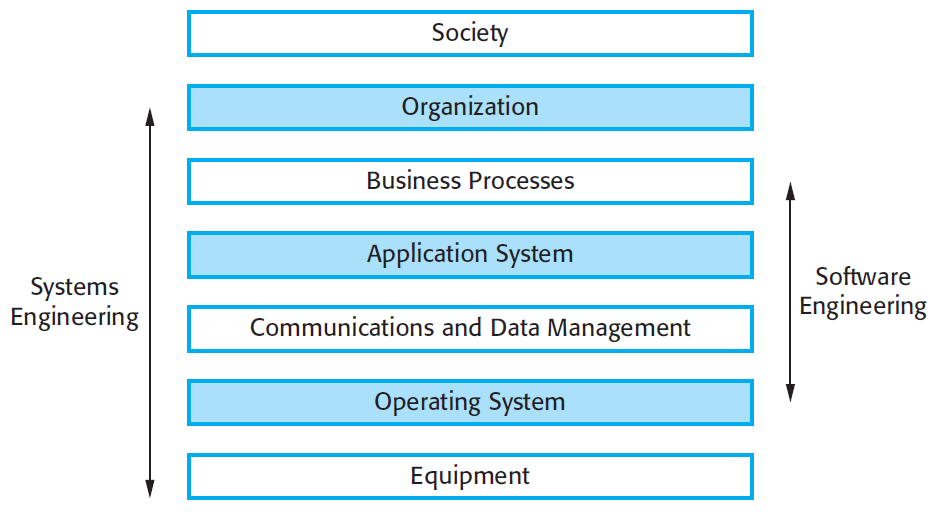 Society
Organization
Business Processes
Application System
Systems
Engineering
Software
Engineering
Communications and Data Management
Operating System
Equipment